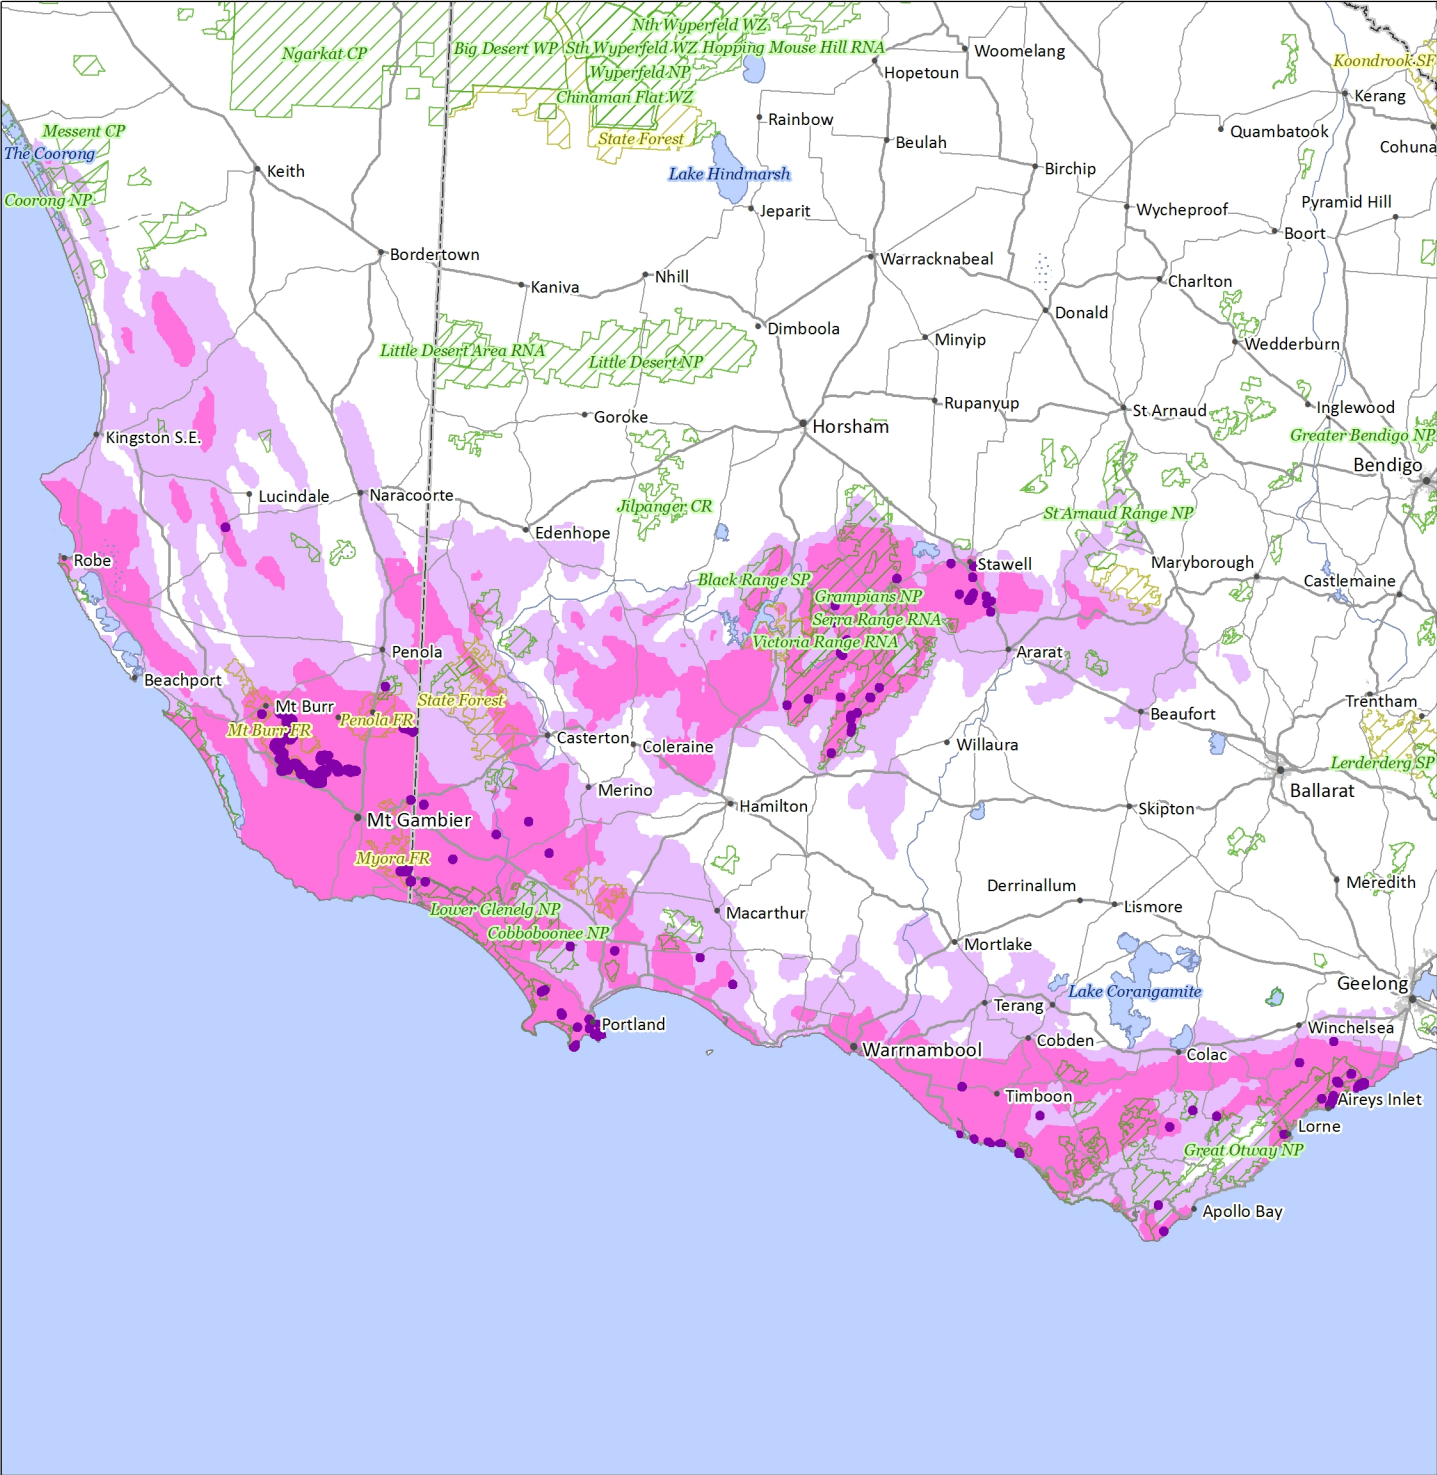 Nth Wyperfeld WZ
Ngarkat CP
Big Desert WP
Sth Wyperfeld WZ
Hopping Mouse Hill RNA
Woomelang
Koondrook SF
Wyperfeld NP
Hopetoun
Chinaman Flat WZ
Kerang
Messent CP
Rainbow
Quambatook
State Forest
Beulah
Cohuna
The Coorong
Keith
Lake Hindmarsh
Birchip
Coorong NP
Jeparit
Wycheproof
Pyramid Hill
Boort
Bordertown
Warracknabeal
Kaniva
Nhill
Charlton
Donald
Dimboola
Minyip
Wedderburn
Little Desert Area RNA
Little Desert NP
Rupanyup
St Arnaud
Inglewood
Goroke
Horsham
Kingston S.E.
Greater Bendigo NP
Bendigo
Lucindale
Naracoorte
Jilpanger CR
St Arnaud Range NP
Edenhope
Robe
Stawell
Maryborough
Black Range SP
Castlemaine
Grampians NP
Serra Range RNA
Victoria Range RNA
Penola
Ararat
Beachport
State Forest
Trentham
Mt Burr
Penola FR
Beaufort
Mt Burr FR
Casterton
Coleraine
Willaura
Lerderderg SP
Merino
Ballarat
Hamilton
Skipton
Mt Gambier
Myora FR
Derrinallum
Meredith
Lower Glenelg NP
Macarthur
Lismore
Cobboboonee NP
Mortlake
Geelong
Lake Corangamite
Terang
Portland
Winchelsea
Warrnambool
Cobden
Colac
Timboon
Aireys Inlet
Lorne
Great Otway NP
Apollo Bay